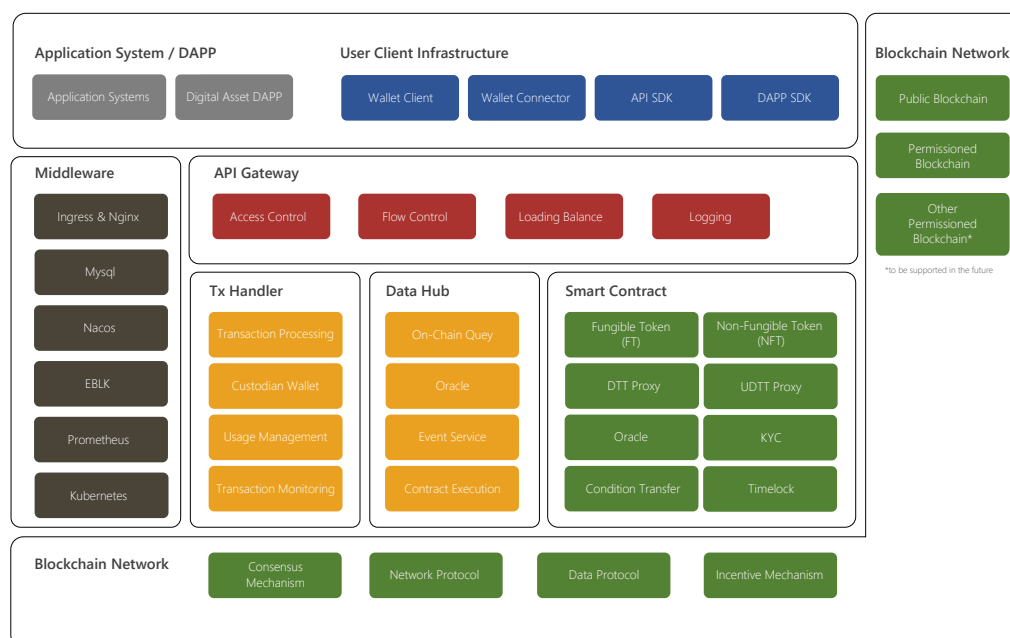 Application System / DAPP
Application Systems
Digital Asset DAPP
User Client Infrastructure
Wallet Client
Wallet Connector
API SDK
DAPP SDK
Blockchain Network
Public Blockchain
Permissioned
Blockchain
Other
Permissioned
Blockchain*
*to be supported in the future
Middleware
Ingress & Nginx
Mysql
Nacos
EBLK
Prometheus
Kubernetes
API Gateway
Access Control
Flow Control
Loading Balance
Logging
Tx Handler
Transaction Processing
Custodian Wallet
Usage Management
Transaction Monitoring
Data Hub
On-Chain Quey
Oracle
Event Service
Contract Execution
Smart Contract
Fungible Token
(FT)
Non-Fungible Token
(NFT)
DTT Proxy
UDTT Proxy
Oracle
KYC
Condition Transfer
Timelock
Blockchain Network
Consensus
Mechanism
Network Protocol
Data Protocol
Incentive Mechanism